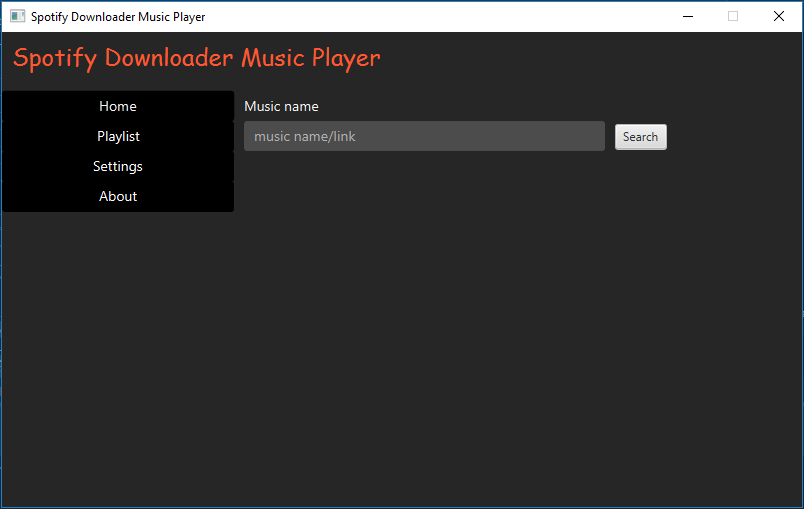 Spotify Downloader Music Player
Spotify Downloader Music Player
Home
Playlist
Settings
About
Music name
music name/link
Search